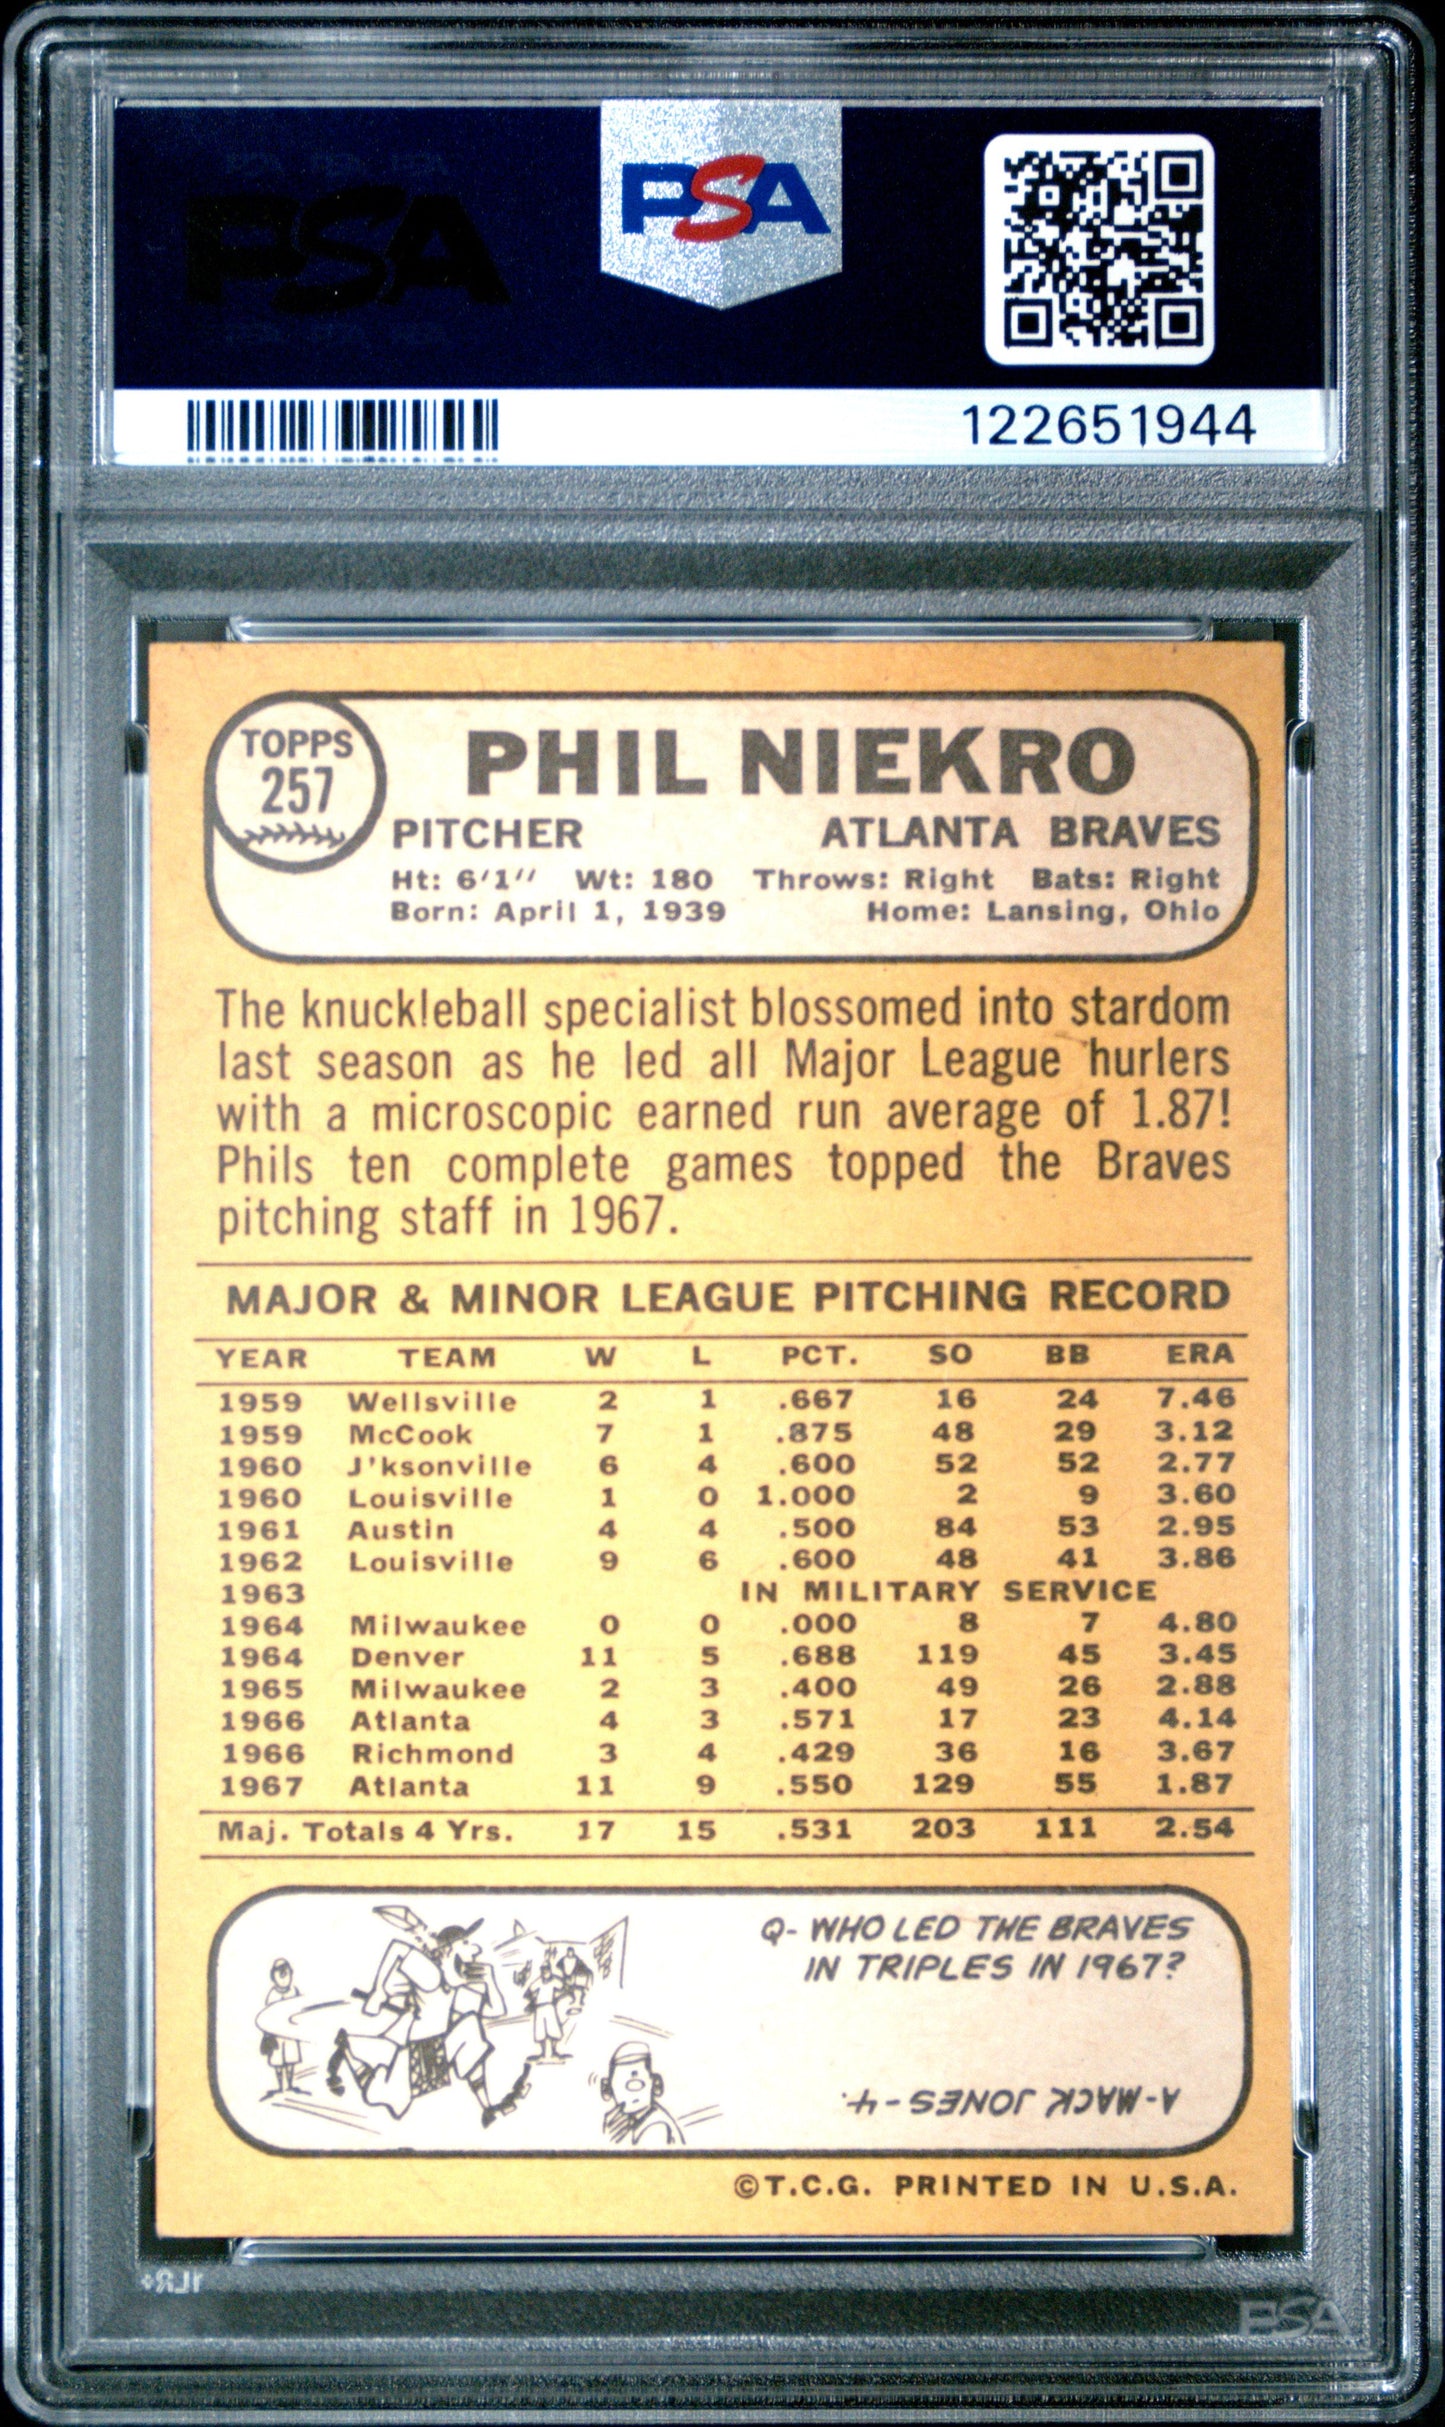 PSA
PSA
122651944
TOPPS
257
PHIL NIEKRO
PITCHER ATLANTA BRAVES
Ht: 6'1" Wt: 180 Throws: Right Bats: Right
Born: April 1, 1939 Home: Lansing, Ohio
The knuckleball specialist blossomed into stardom
last season as he led all Major League hurlers
with a microscopic earned run average of 1.87!
Phils ten complete games topped the Braves
pitching staff in 1967.
MAJOR & MINOR LEAGUE PITCHING RECORD
YEAR TEAM W L PCT. SO BB ERA
1959 Wellsville 2 1 .667 16 24 7.46
1959 McCook 7 1 .875 48 29 3.12
1960 J'ksonville 6 4 .600 52 52 2.77
1960 Louisville 1 0 1.000 2 9 3.60
1961 Austin 4 4 .500 84 53 2.95
1962 Louisville 9 6 .600 48 41 3.86
1963 IN MILITARY SERVICE
1964 Milwaukee 0 0 .000 8 7 4.80
1964 Denver 11 5 .688 119 45 3.45
1965 Milwaukee 2 3 .400 49 26 2.88
1966 Atlanta 4 3 .571 17 23 4.14
1966 Richmond 3 4 .429 36 16 3.67
1967 Atlanta 11 9 .550 129 55 1.87
Maj. Totals 4 Yrs. 17 15 .531 203 111 2.54
Q- WHO LED THE BRAVES
IN TRIPLES IN 1967?
A-MACK JONES-4.
©T.C.G. PRINTED IN U.S.A.
1LR+
PSA